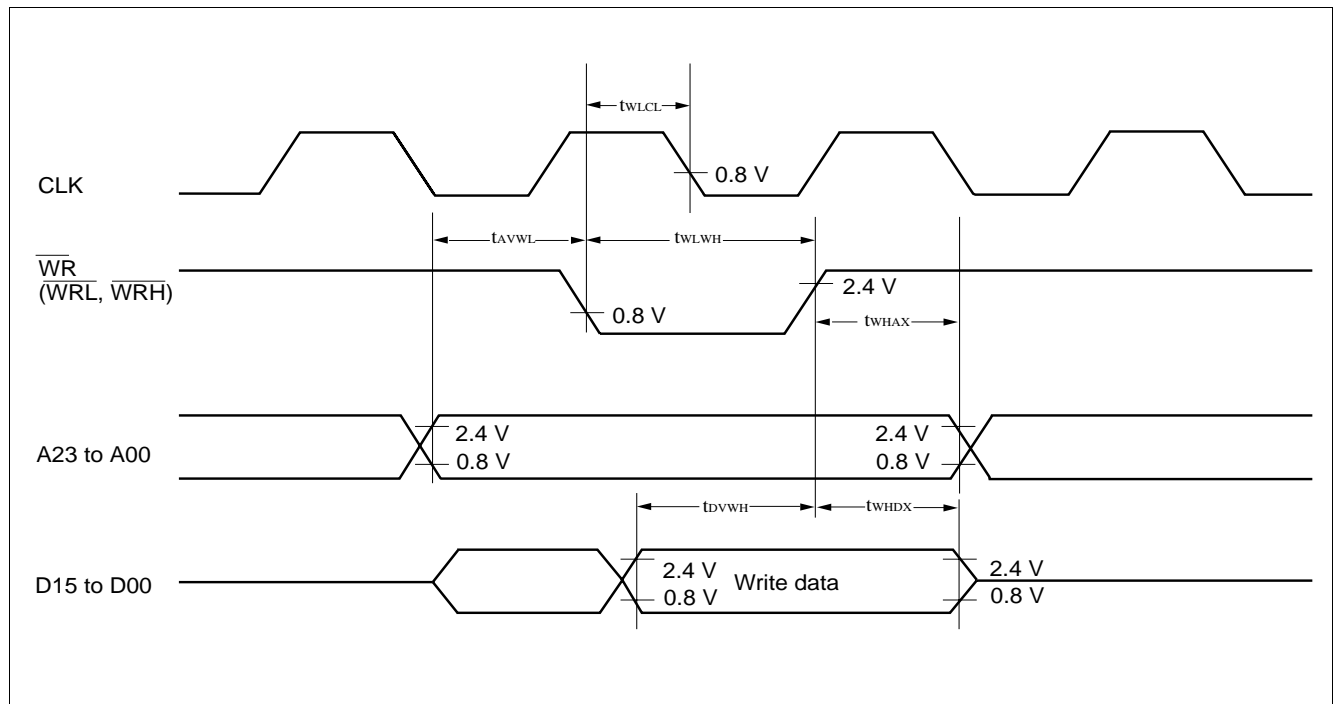 tWLCL
CLK
0.8 V
tAVWL
tWLWH
WR
(WRL, WRH)
2.4 V
0.8 V
tWHAX
A23 to A00
2.4 V
0.8 V
2.4 V
0.8 V
tDVWH
tWHDX
D15 to D00
2.4 V
0.8 V
Write data
2.4 V
0.8 V